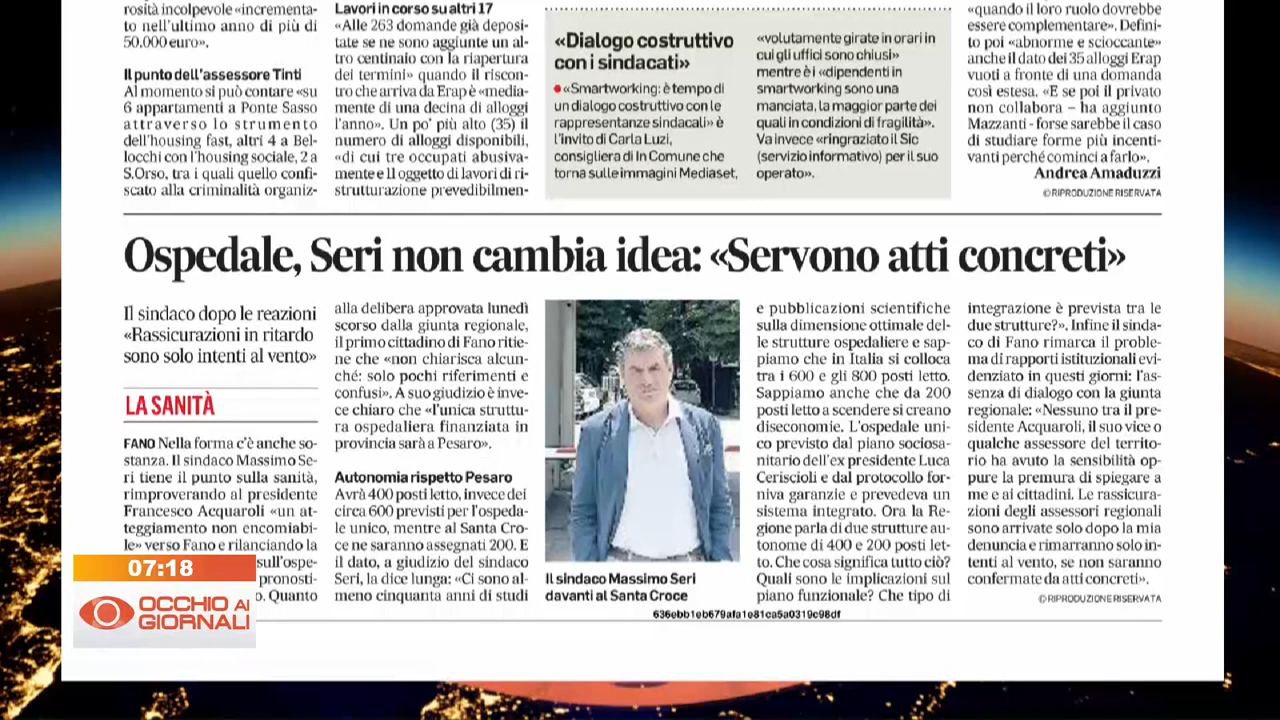 rosità incolpevole «incrementa-
to nell'ultimo anno di più di
50.000 euro».
Il punto dell'assessore Tinti
Al momento si può contare «su
6 appartamenti a Ponte Sasso
attraverso lo strumento
dell'housing fast, altri 4 a Bel-
locchi con l'housing sociale, 2 a
S.Orso, tra i quali quello confi-
scato alla criminalità organiz-
Lavori in corso su altri 17
«Alle 263 domande già deposi-
tate se ne sono aggiunte un al-
tro centinaio con la riapertura
dei termini» quando il riscon-
tro che arriva da Erap è «media-
mente di una decina di alloggi
l'anno». Un po' più alto (35) il
numero di alloggi disponibili,
«di cui tre occupati abusiva-
mente e 11 oggetto di lavori di ri-
strutturazione prevedibilmen-
«Dialogo costruttivo
con i sindacati»
«Smartworking: è tempo di
un dialogo costruttivo con le
rappresentanze sindacali» è
l'invito di Carla Luzi,
consigliera di In Comune che
torna sulle immagini Mediaset,
«volutamente girate in orari in
cui gli uffici sono chiusi»
mentre è i «dipendenti in
smartworking sono una
manciata, la maggior parte dei
quali in condizioni di fragilità».
Va invece «ringraziato il Sic
(servizio informativo) per il suo
operato».
«quando il loro ruolo dovrebbe
essere complementare». Defini-
to poi «abnorme e scioccante»
anche il dato dei 35 alloggi Erap
vuoti a fronte di una domanda
così estesa. «E se poi il privato
non collabora – ha aggiunto
Mazzanti - forse sarebbe il caso
di studiare forme più incenti-
vanti perché cominci a farlo».
Andrea Amaduzzi
© RIPRODUZIONE RISERVATA
Ospedale, Seri non cambia idea: «Servono atti concreti»
Il sindaco dopo le reazioni
«Rassicurazioni in ritardo
sono solo intenti al vento»
LA SANITÀ
FANO Nella forma c'è anche so-
stanza. Il sindaco Massimo Se-
ri tiene il punto sulla sanità,
rimproverando al presidente
Francesco Acquaroli «un at-
teggiamento non encomiabi-
le» verso Fano e rilanciando la
sull'ospe-
pronosti-
o. Quanto
alla delibera approvata lunedì
scorso dalla giunta regionale,
il primo cittadino di Fano ritie-
ne che «non chiarisca alcun-
ché: solo pochi riferimenti e
confusi». A suo giudizio è inve-
ce chiaro che «l'unica struttu-
ra ospedaliera finanziata in
provincia sarà a Pesaro».
Autonomia rispetto Pesaro
Avrà 400 posti letto, invece dei
circa 600 previsti per l'ospeda-
le unico, mentre al Santa Cro-
ce ne saranno assegnati 200. E
il dato, a giudizio del sindaco
Seri, la dice lunga: «Ci sono al-
meno cinquanta anni di studi
Il sindaco Massimo Seri
davanti al Santa Croce
e pubblicazioni scientifiche
sulla dimensione ottimale del-
le strutture ospedaliere e sap-
piamo che in Italia si colloca
tra i 600 e gli 800 posti letto.
Sappiamo anche che da 200
posti letto a scendere si creano
diseconomie. L'ospedale uni-
co previsto dal piano sociosa-
nitario dell'ex presidente Luca
Ceriscioli e dal protocollo for-
niva garanzie e prevedeva un
sistema integrato. Ora la Re-
gione parla di due strutture au-
tonome di 400 e 200 posti let-
to. Che cosa significa tutto ciò?
Quali sono le implicazioni sul
piano funzionale? Che tipo di
integrazione è prevista tra le
due strutture?». Infine il sinda-
co di Fano rimarca il proble-
ma di rapporti istituzionali evi-
denziato in questi giorni: l'as-
senza di dialogo con la giunta
regionale: «Nessuno tra il pre-
sidente Acquaroli, il suo vice o
qualche assessore del territo-
rio ha avuto la sensibilità op-
pure la premura di spiegare a
me e ai cittadini. Le rassicura-
zioni degli assessori regionali
sono arrivate solo dopo la mia
denuncia e rimarranno solo in-
tenti al vento, se non saranno
confermate da atti concreti».
© RIPRODUZIONE RISERVATA
636ebb1eb679afa1e81ca5a0319c98df
07:18
OCCHIO AI
GIORNALI